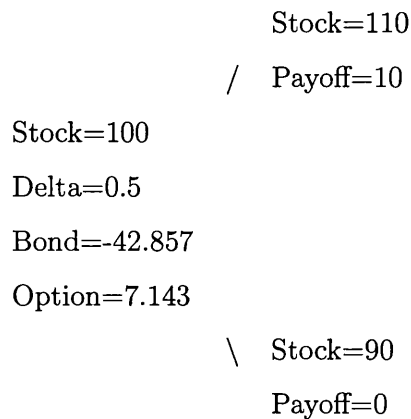 Stock=110
/ Payoff=10
Stock=100
Delta=0.5
Bond=-42.857
Option=7.143
\ Stock=90
Payoff=0